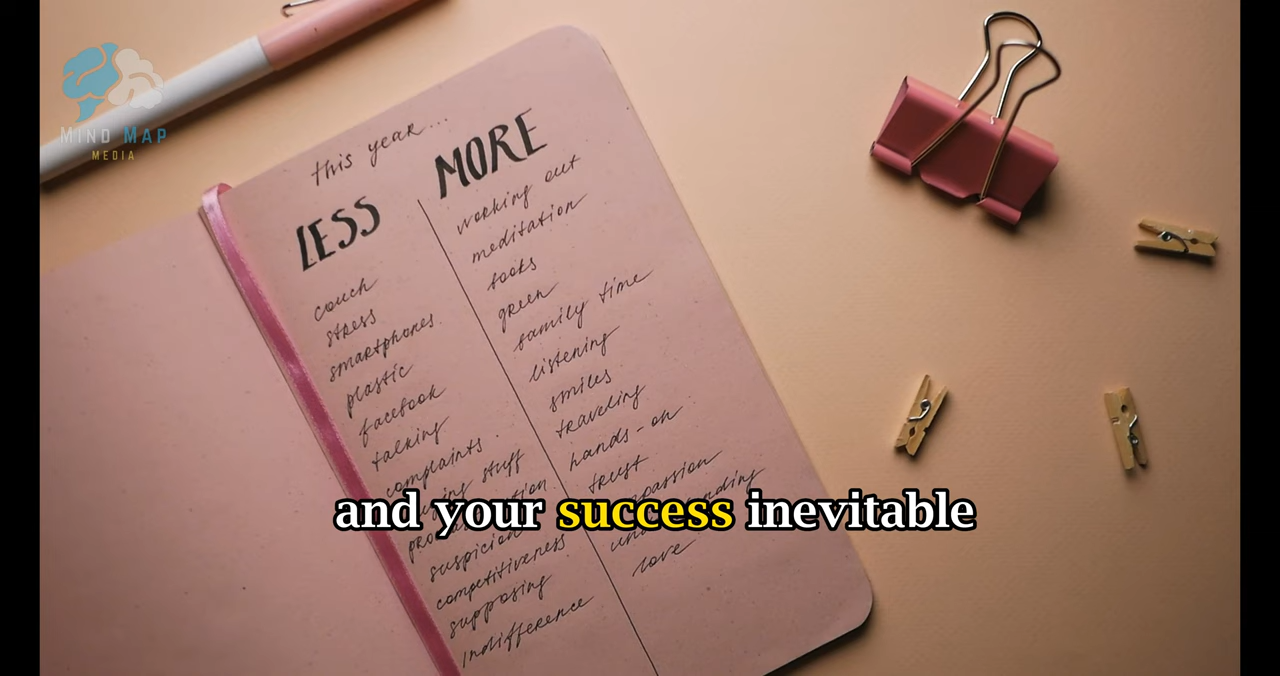 MIND MAP
MEDIA
this year...
LESS
couch
stress
smartphones
plastic
facebook
talking
complaints
stuff
suspicion
competitiveness
supposing
indifference
MORE
working out
meditation
books
green
family time
listening
smiles
traveling
hands-on
trust
love
and your success inevitable